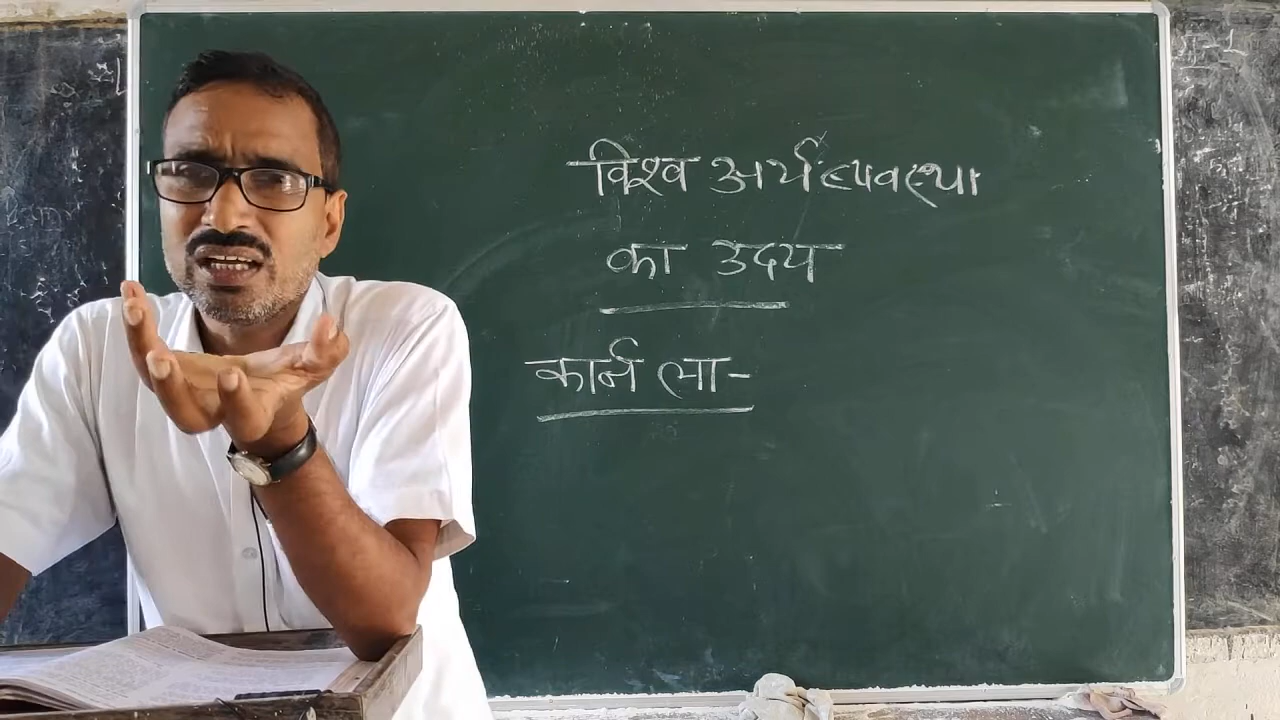 विश्व अर्थव्यवस्था
का उदय
कार्न ला-